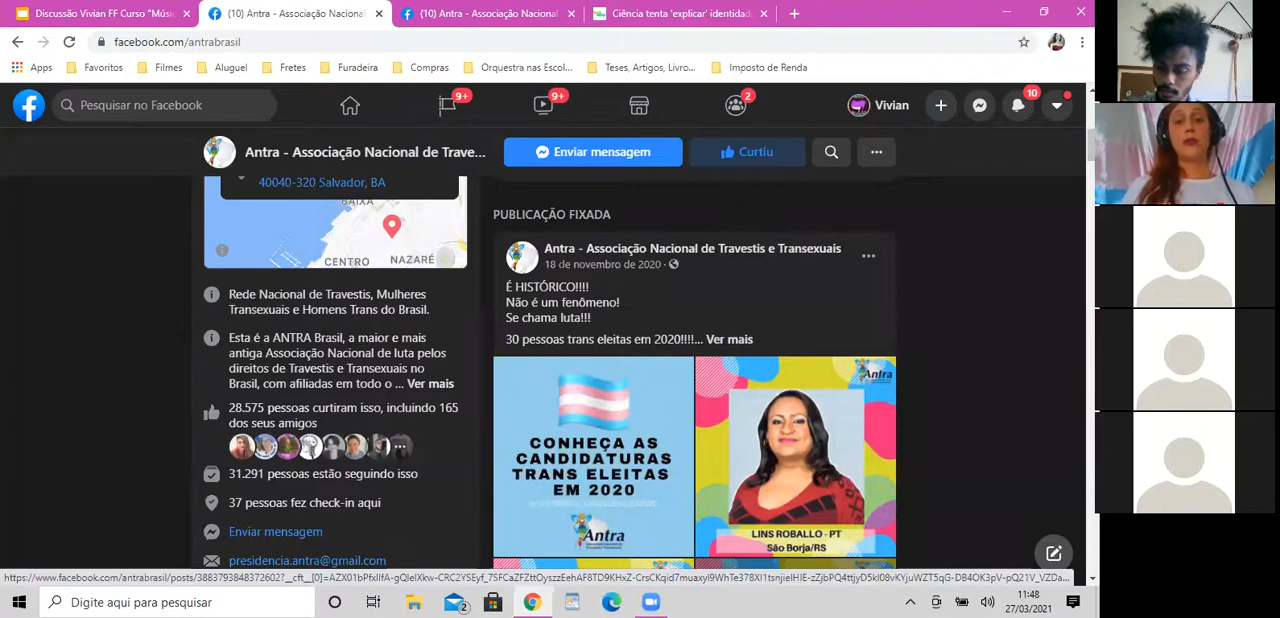 Discussão Vivian FF Curso "Músi
(10) Antra - Associação Nacional
(10) Antra - Associação Nacional
Ciência tenta 'explicar' identidad
facebook.com/antrabrasil
Apps
Favoritos
Filmes
Aluguel
Fretes
Furadeira
Compras
Orquestra nas Escol...
Teses, Artigos, Livro...
Imposto de Renda
Pesquisar no Facebook
9+
9+
2
Vivian
10
Antra - Associação Nacional de Trave...
Enviar mensagem
Curtiu
40040-320 Salvador, BA
BAIXA
CENTRO
NAZARÉ
Rede Nacional de Travestis, Mulheres
Transexuais e Homens Trans do Brasil.
Esta é a ANTRA Brasil, a maior e mais
antiga Associação Nacional de luta pelos
direitos de Travestis e Transexuais no
Brasil, com afiliadas em todo o ... Ver mais
28.575 pessoas curtiram isso, incluindo 165
dos seus amigos
31.291 pessoas estão seguindo isso
37 pessoas fez check-in aqui
Enviar mensagem
presidencia.antra@gmail.com
PUBLICAÇÃO FIXADA
Antra - Associação Nacional de Travestis e Transexuais
18 de novembro de 2020
É HISTÓRICO!!!!
Não é um fenômeno!
Se chama luta!!!
30 pessoas trans eleitas em 2020!!!!... Ver mais
CONHEÇA AS
CANDIDATURAS
TRANS ELEITAS
EM 2020
Antra
Antra
LINS ROBALLO - PT
São Borja/RS
Digite aqui para pesquisar
2
11:48
27/03/2021